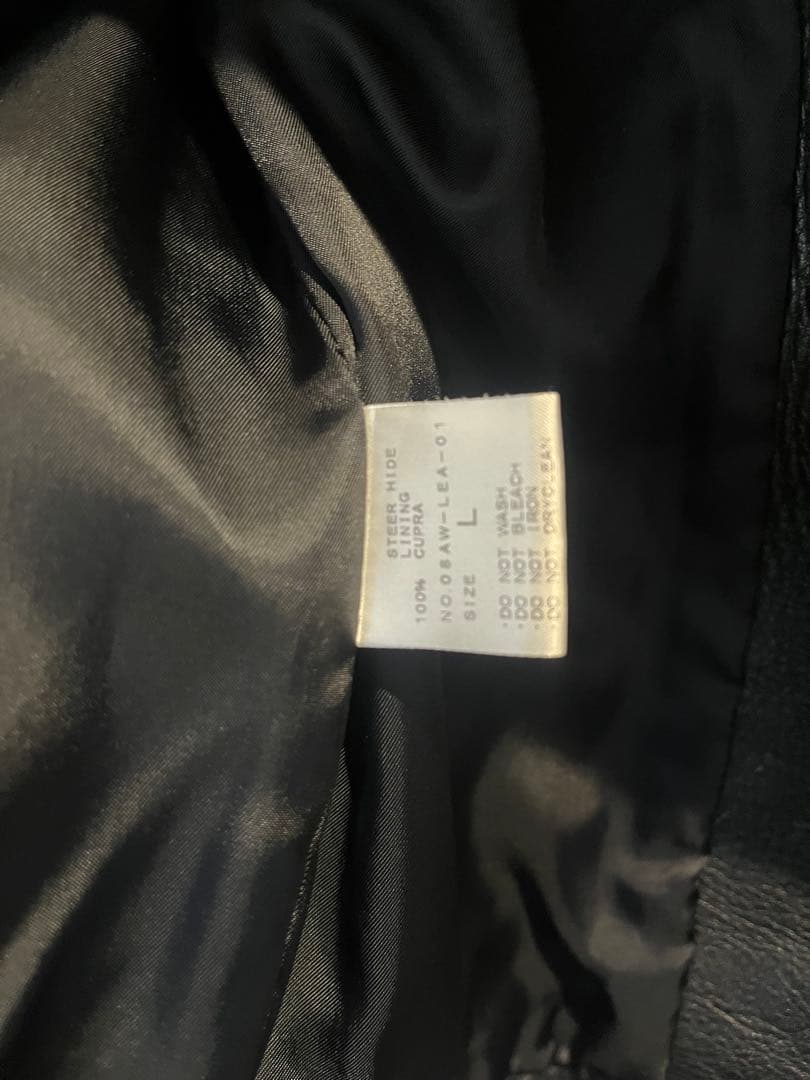 STEER HIDE
LINING
100% CUPRA
NO.08AW-LEA-01
SIZE L
·DO NOT WASH
·DO NOT BLEACH
·DO NOT IRON
·DO NOT DRYCLEAN